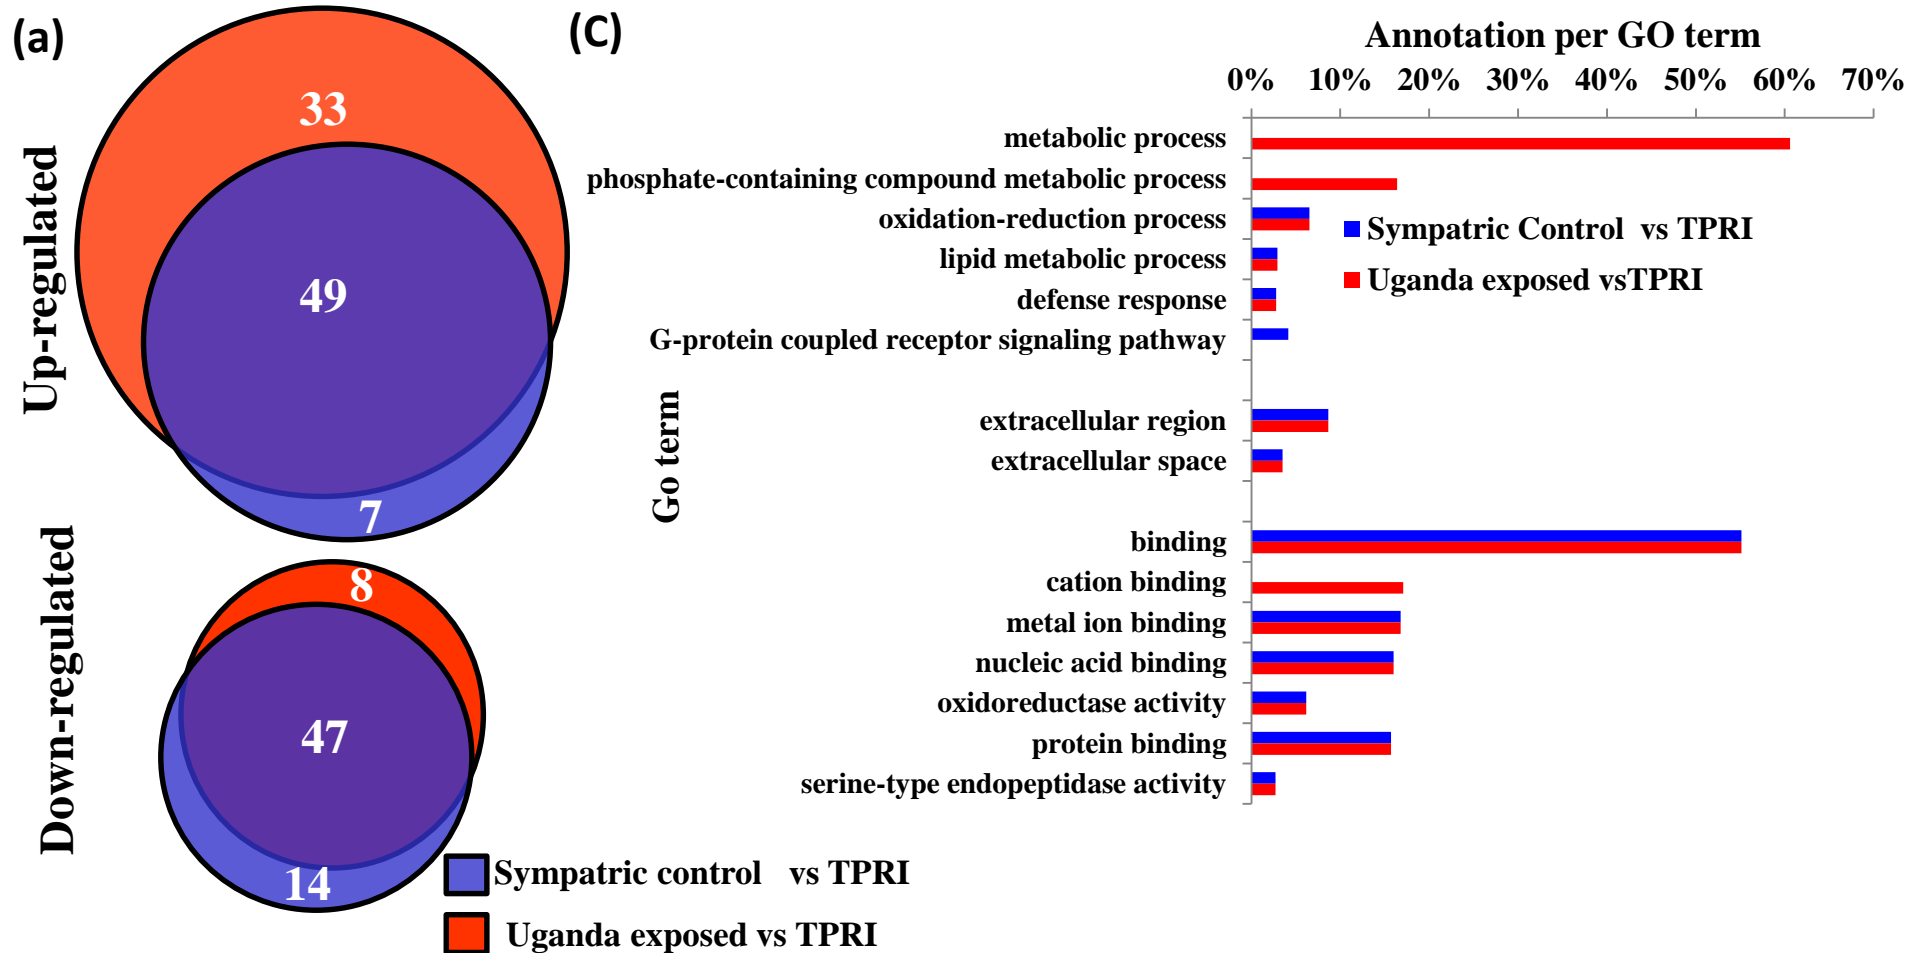 (a)
Up-regulated
33
49
7
Down-regulated
8
47
14
Sympatric control vs TPRI
Uganda exposed vs TPRI
(C)
Annotation per GO term
0% 10% 20% 30% 40% 50% 60% 70%
Go term
metabolic process
phosphate-containing compound metabolic process
oxidation-reduction process
lipid metabolic process
defense response
G-protein coupled receptor signaling pathway
extracellular region
extracellular space
binding
cation binding
metal ion binding
nucleic acid binding
oxidoreductase activity
protein binding
serine-type endopeptidase activity
Sympatric Control vs TPRI
Uganda exposed vsTPRI